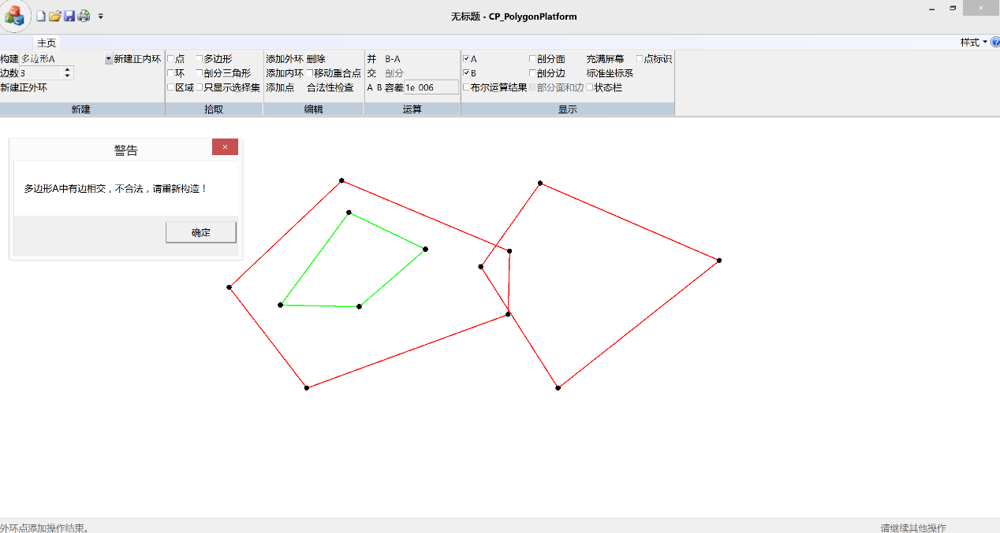 无标题 - CP_PolygonPlatform
主页
样式
构建 多边形A 新建正内环
边数 3
新建正外环
新建
点 多边形
环 剖分三角形
区域 只显示选择集
拾取
添加外环 删除
添加内环 移动重合点
添加点 合法性检查
编辑
并 B-A
交 剖分
A B 容差 1e 006
运算
A 剖分面 充满屏幕 点标识
B 剖分边 标准坐标系
布尔运算结果 剖分面和边 状态栏
显示
警告
多边形A中有边相交，不合法，请重新构造！
确定
外环点添加操作结束。
请继续其他操作